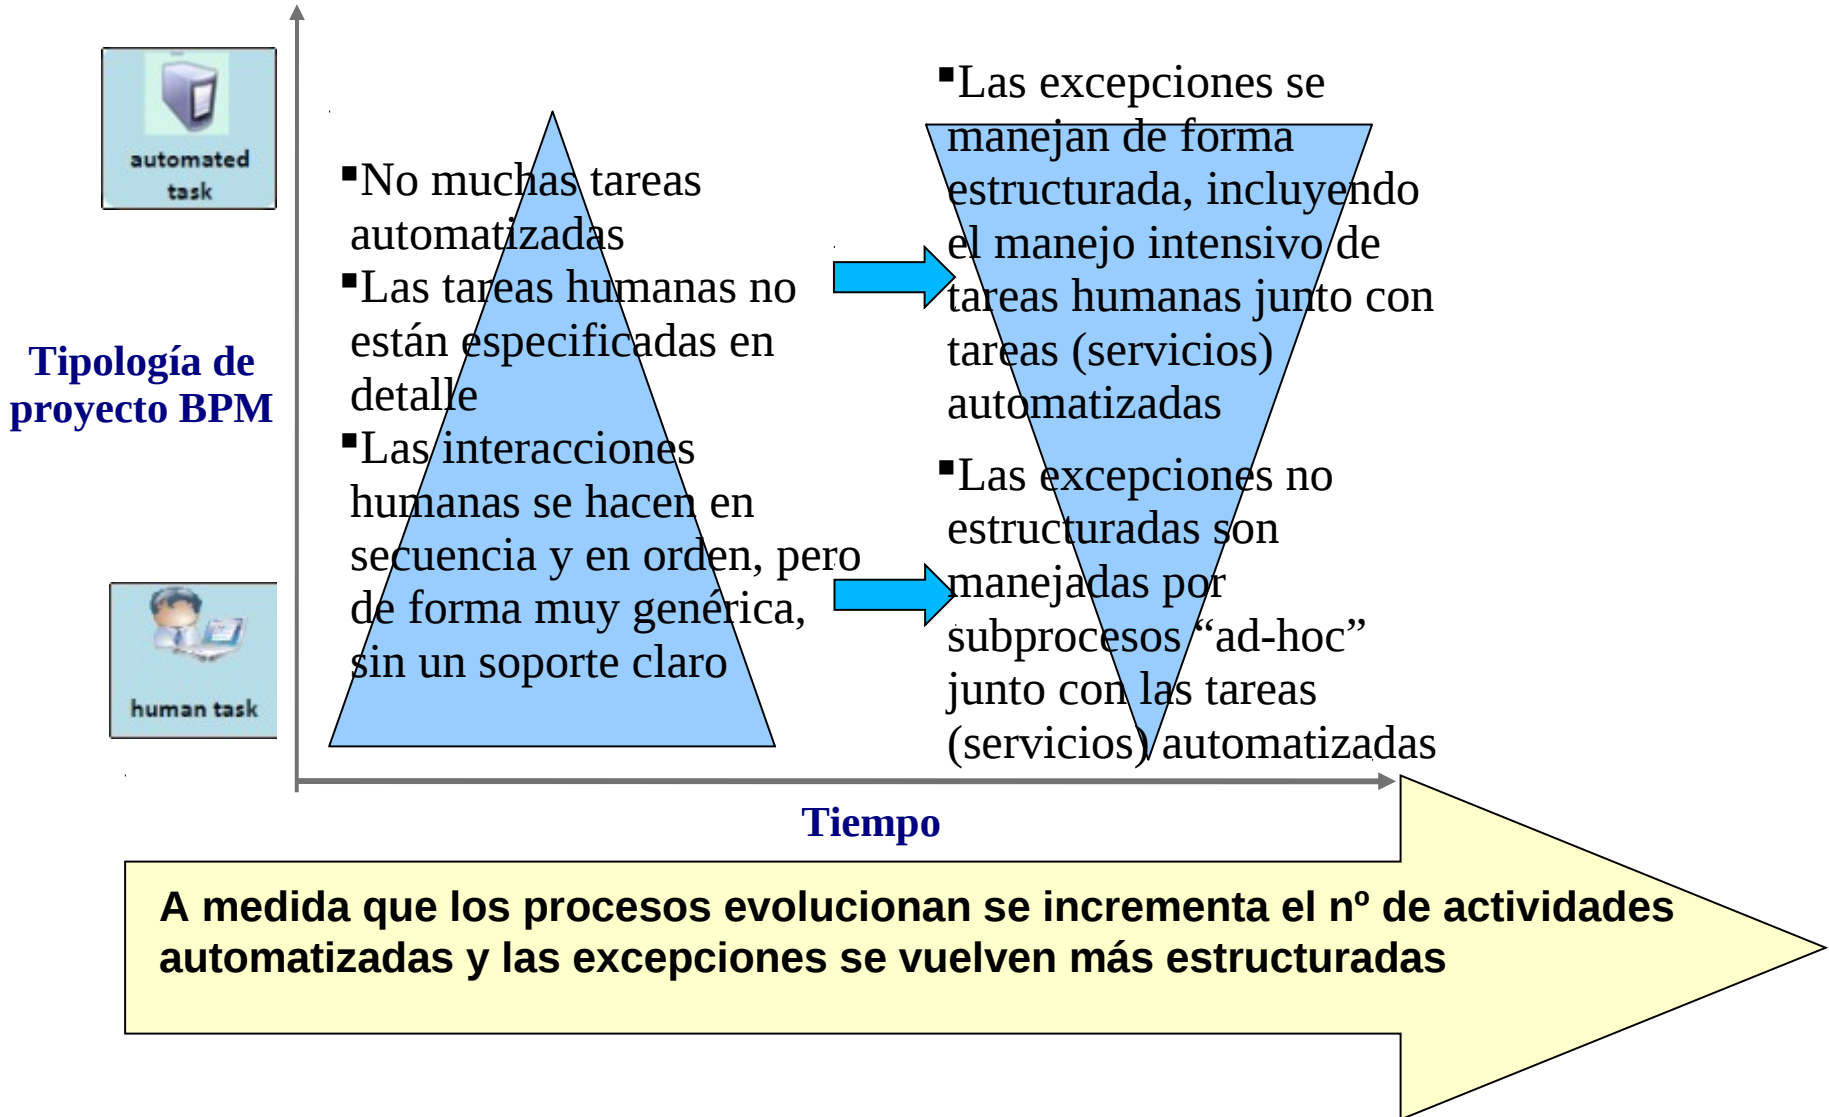 automated
task
Tipología de
proyecto BPM
human task
▪No muchas tareas
automatizadas
▪Las tareas humanas no
están especificadas en
detalle
▪Las interacciones
humanas se hacen en
secuencia y en orden, pero
de forma muy genérica,
sin un soporte claro
▪Las excepciones se
manejan de forma
estructurada, incluyendo
el manejo intensivo de
tareas humanas junto con
tareas (servicios)
automatizadas
▪Las excepciones no
estructuradas son
manejadas por
subprocesos “ad-hoc”
junto con las tareas
(servicios) automatizadas
Tiempo
A medida que los procesos evolucionan se incrementa el nº de actividades
automatizadas y las excepciones se vuelven más estructuradas